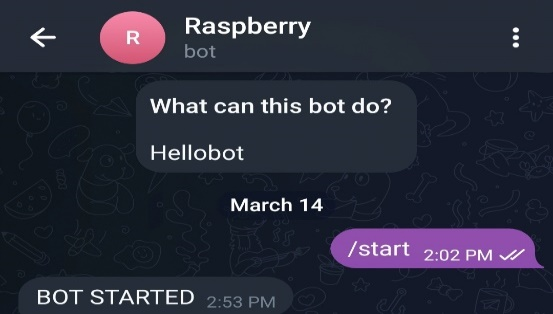 R
Raspberry
bot
What can this bot do?
Hellobot
March 14
/start 2:02 PM
BOT STARTED 2:53 PM